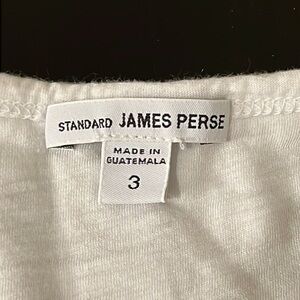 STANDARD JAMES PERSE
MADE IN
GUATEMALA
3